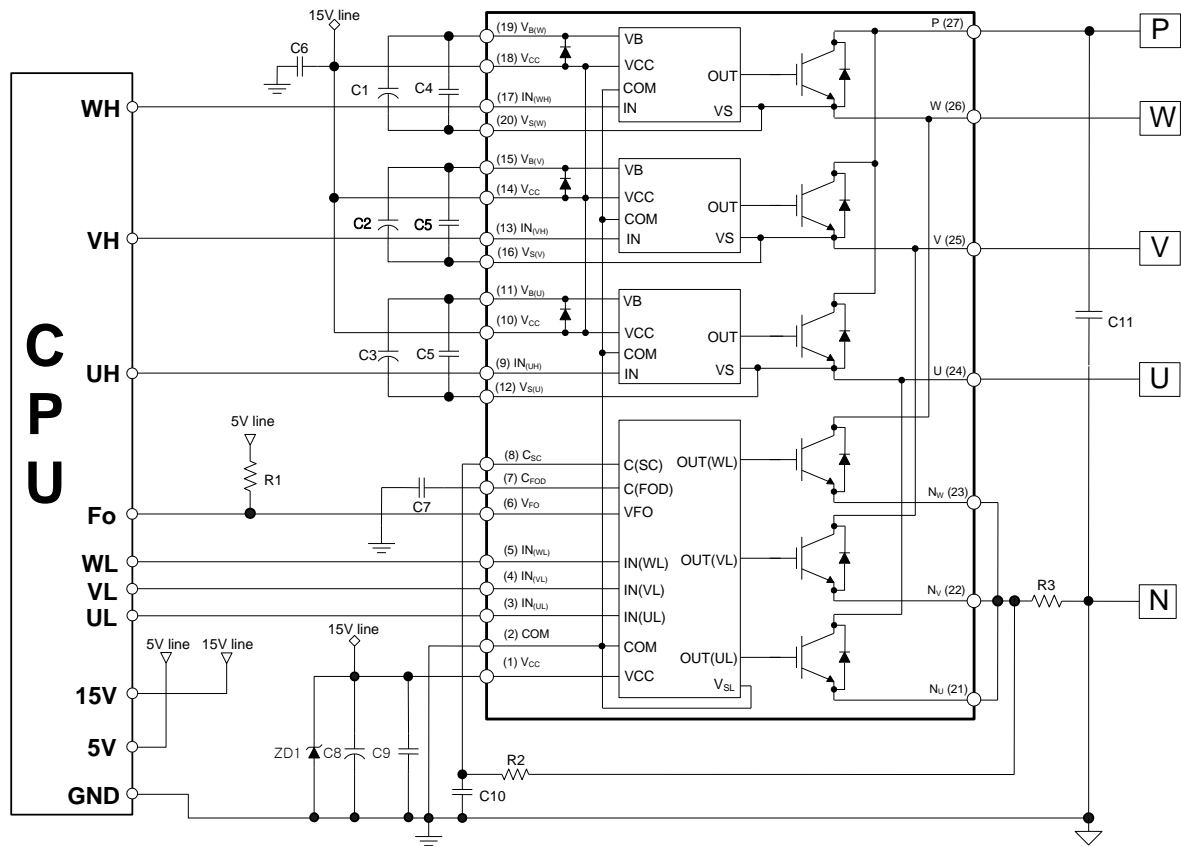 15V line
C6
C1
C4
(19) VB(W)
(18) VCC
(17) IN(WH)
(20) VS(W)
VB
VCC
COM
IN
OUT
VS
P (27)
P
W (26)
W
WH
(15) VB(V)
(14) VCC
(13) IN(VH)
(16) VS(V)
C2
C5
VB
VCC
COM
IN
OUT
VS
V (25)
V
VH
(11) VB(U)
(10) VCC
(9) IN(UH)
(12) VS(U)
C3
C5
VB
VCC
COM
IN
OUT
VS
C11
U (24)
U
UH
CPU
5V line
R1
C7
(8) CSC
(7) CFOD
(6) VFO
(5) IN(WL)
(4) IN(VL)
(3) IN(UL)
(2) COM
(1) VCC
C(SC)
C(FOD)
VFO
IN(WL)
IN(VL)
IN(UL)
COM
VCC
OUT(WL)
OUT(VL)
OUT(UL)
VSL
NW (23)
NV (22)
NU (21)
R3
N
Fo
WL
VL
UL
5V line
15V line
15V line
15V
5V
GND
ZD1
C8
C9
R2
C10